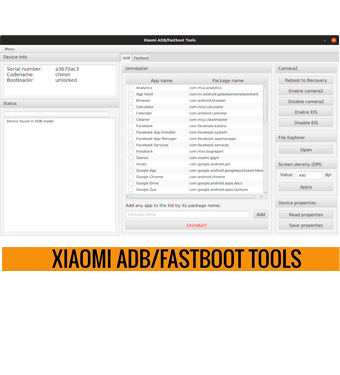 Xiaomi ADB/Fastboot Tools
Menu
Device info
Serial number: a3670ac3
Codename: chiron
Bootloader: unlocked
Status
Device found in ADB mode!
ADB Fastboot
Uninstaller
App name Package name
Analytics com.miui.analytics
App Vault com.mi.android.globalpersonalassistant
Browser com.android.browser
Calculator com.miui.calculator
Calendar com.android.calendar
Cleaner com.miui.cleanmaster
Facebook com.facebook.katana
Facebook App Installer com.facebook.system
Facebook App Manager com.facebook.appmanager
Facebook Services com.facebook.services
Feedback com.miui.bugreport
Games com.xiaomi.glgm
Gmail com.google.android.gm
Google App com.google.android.googlequicksearchbox
Google Chrome com.android.chrome
Google Drive com.google.android.apps.docs
Google Duo com.google.android.apps.tachyon
Add any app to the list by its package name:
Package name Add
Uninstall
Camera2
Reboot to Recovery
Enable camera2
Disable camera2
Enable EIS
Disable EIS
File Explorer
Open
Screen density (DPI)
Value: 440 dpi
Apply
Device properties
Read properties
Save properties
XIAOMI ADB/FASTBOOT TOOLS